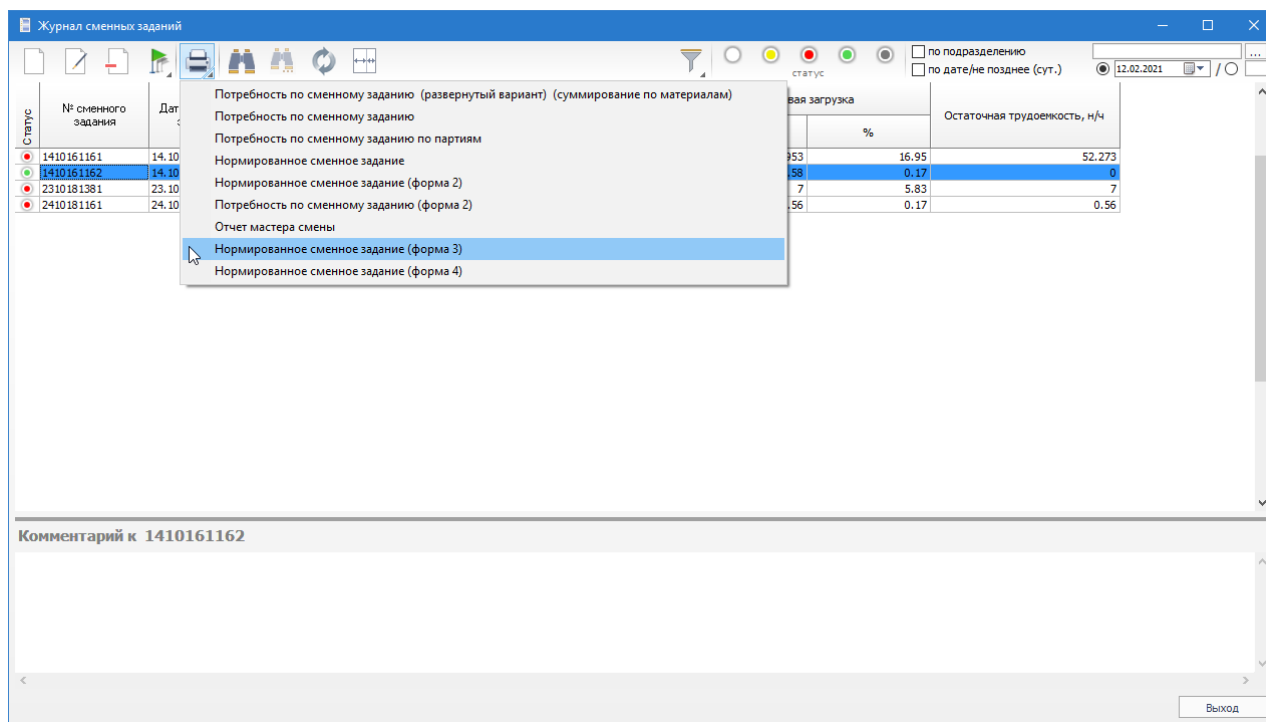 Журнал сменных заданий
по подразделению
...
статус
по дате/не позднее (сут.)
12.02.2021
/
Потребность по сменному заданию (развернутый вариант) (суммирование по материалам)
Потребность по сменному заданию
Потребность по сменному заданию по партиям
Нормированное сменное задание
Нормированное сменное задание (форма 2)
Потребность по сменному заданию (форма 2)
Отчет мастера смены
Нормированное сменное задание (форма 3)
Нормированное сменное задание (форма 4)
Статус
№ сменного
задания
Дат
вая загрузка
%
Остаточная трудоемкость, н/ч
1410161161 14.10 953 16.95 52.273
1410161162 14.10 .58 0.17 0
2310181381 23.10 7 5.83 7
2410181161 24.10 .56 0.17 0.56
Комментарий к 1410161162
Выход